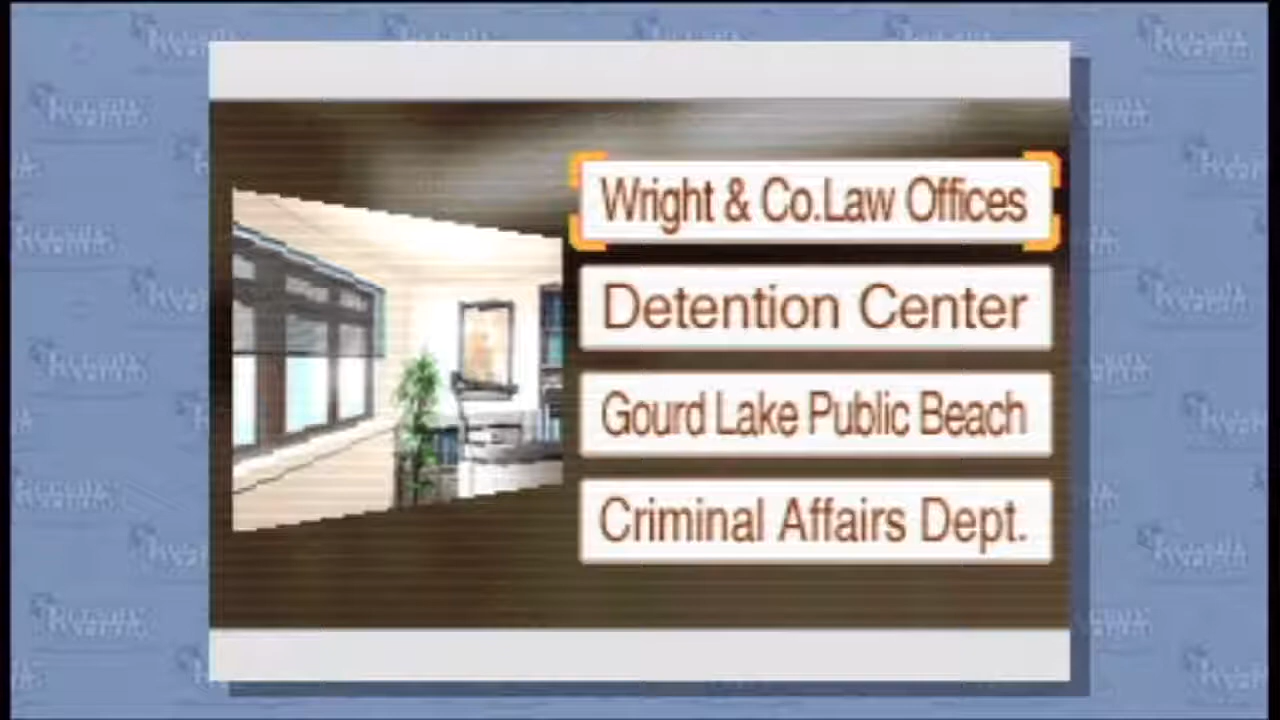 Wright & Co.Law Offices
Detention Center
Gourd Lake Public Beach
Criminal Affairs Dept.